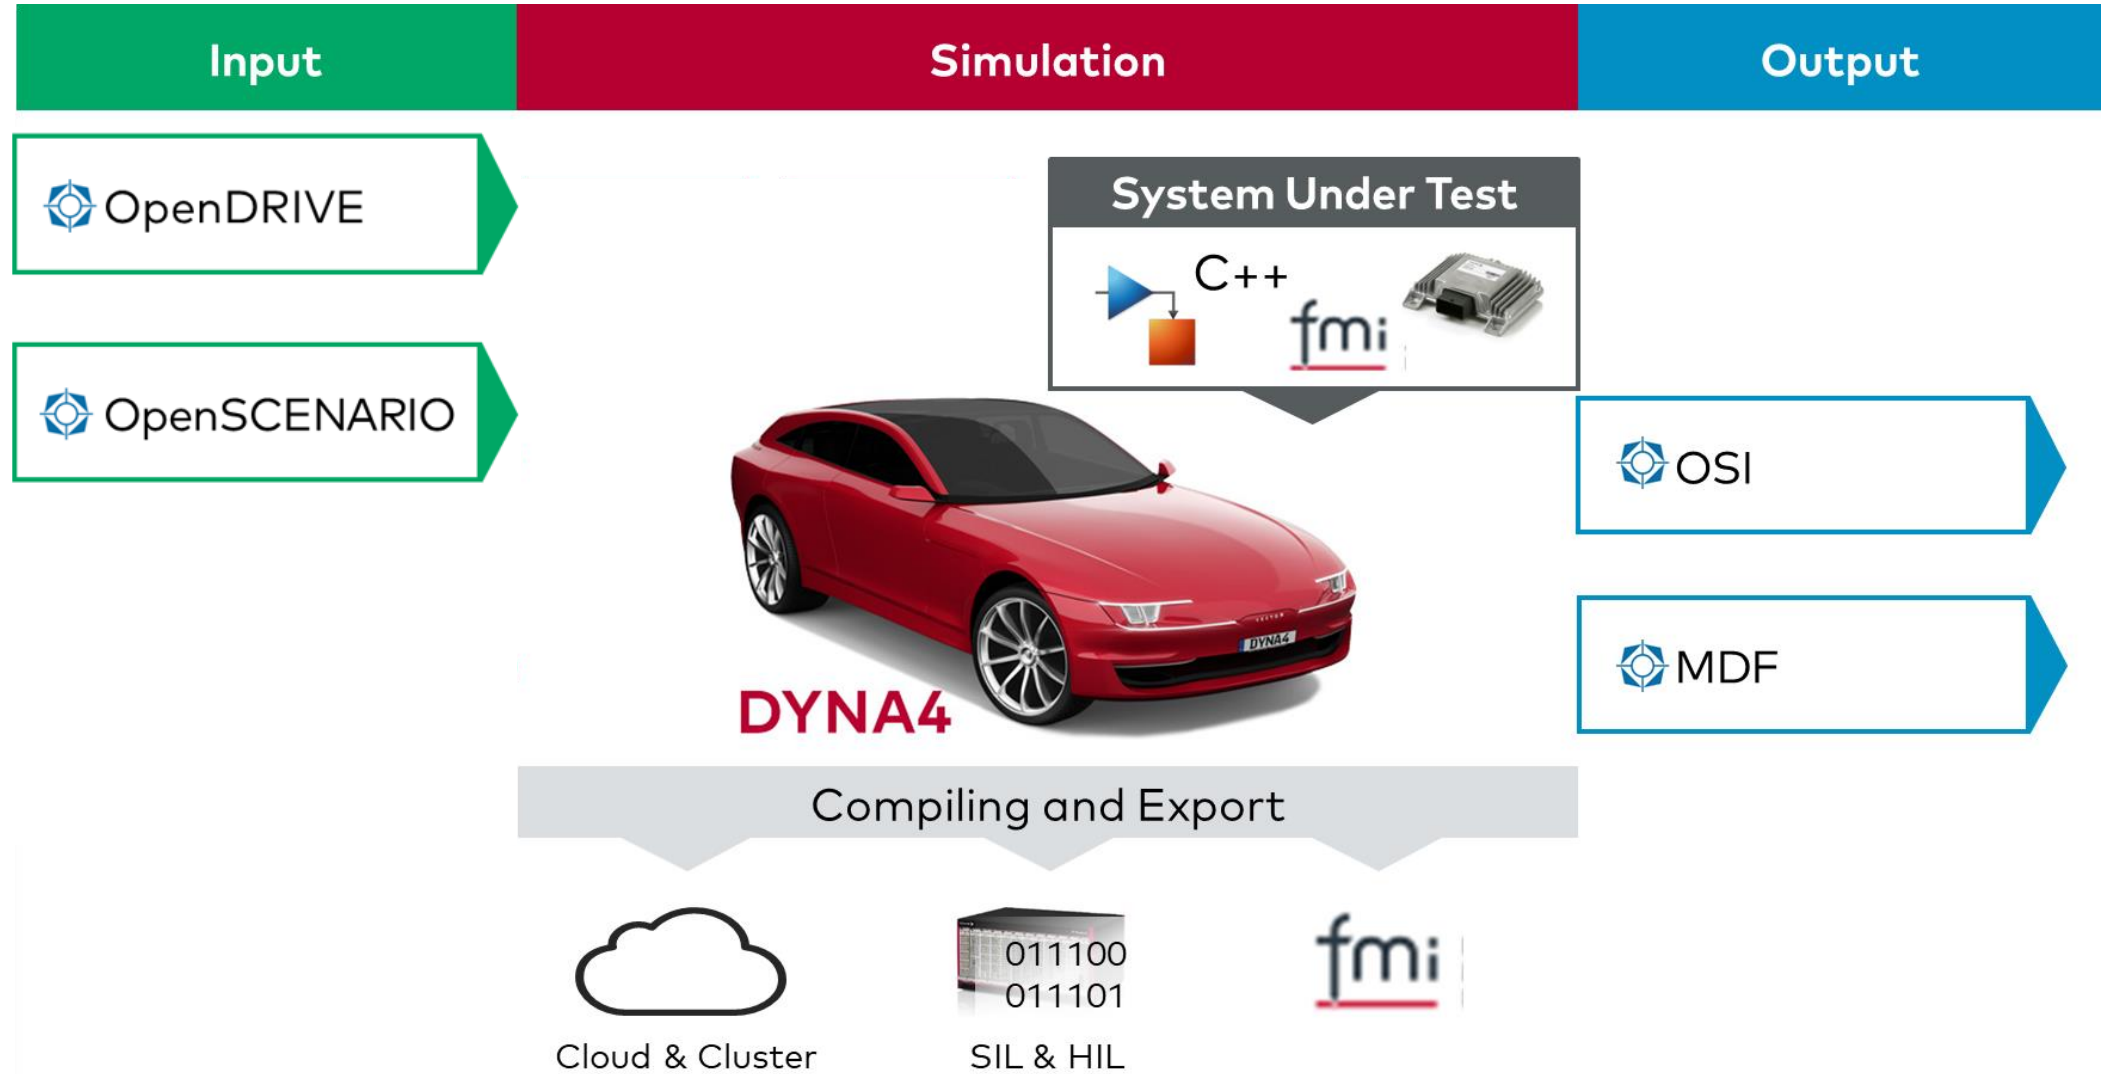 Input
Simulation
Output
OpenDRIVE
OpenSCENARIO
System Under Test
C++
fmi
OSI
MDF
DYNA4
DYNA4
Compiling and Export
011100
011101
fmi
Cloud & Cluster
SIL & HIL